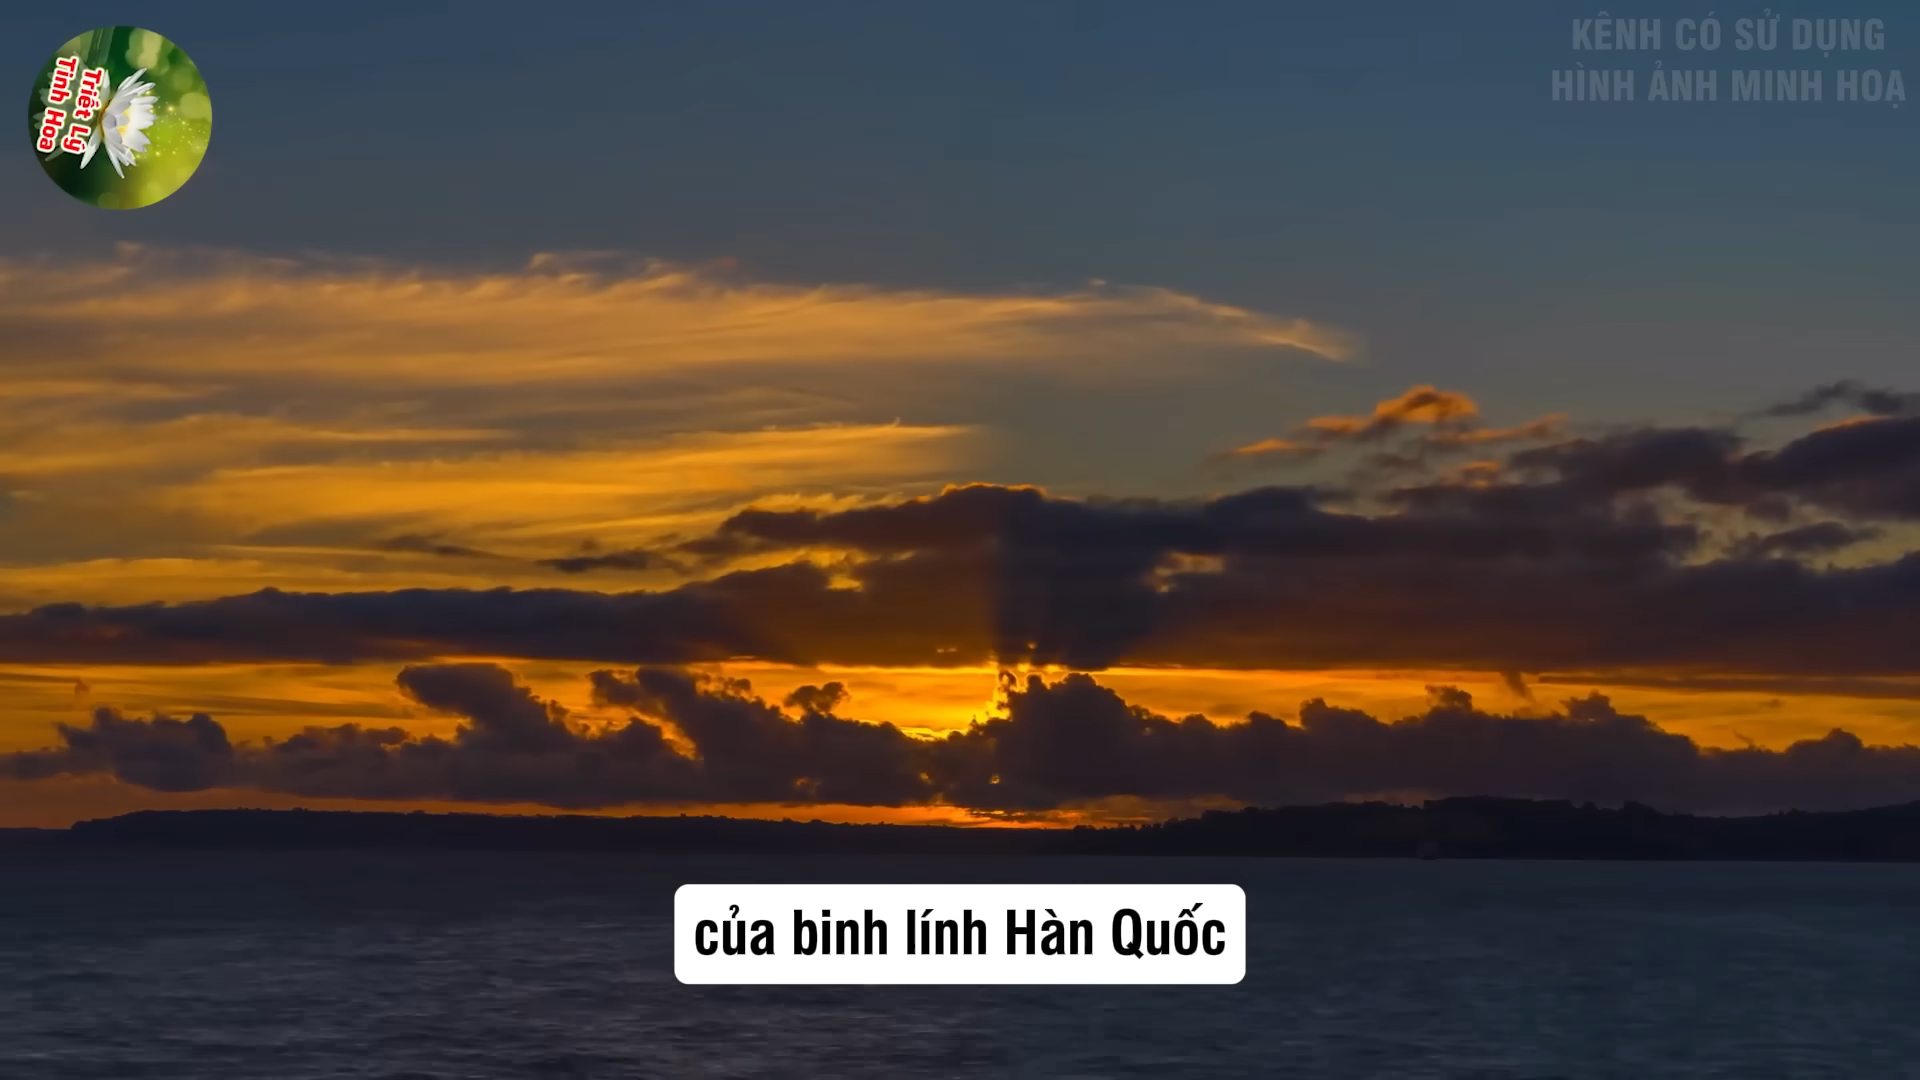 Triết Lý
Tinh Hoa
KÊNH CÓ SỬ DỤNG
HÌNH ẢNH MINH HOẠ
của binh lính Hàn Quốc